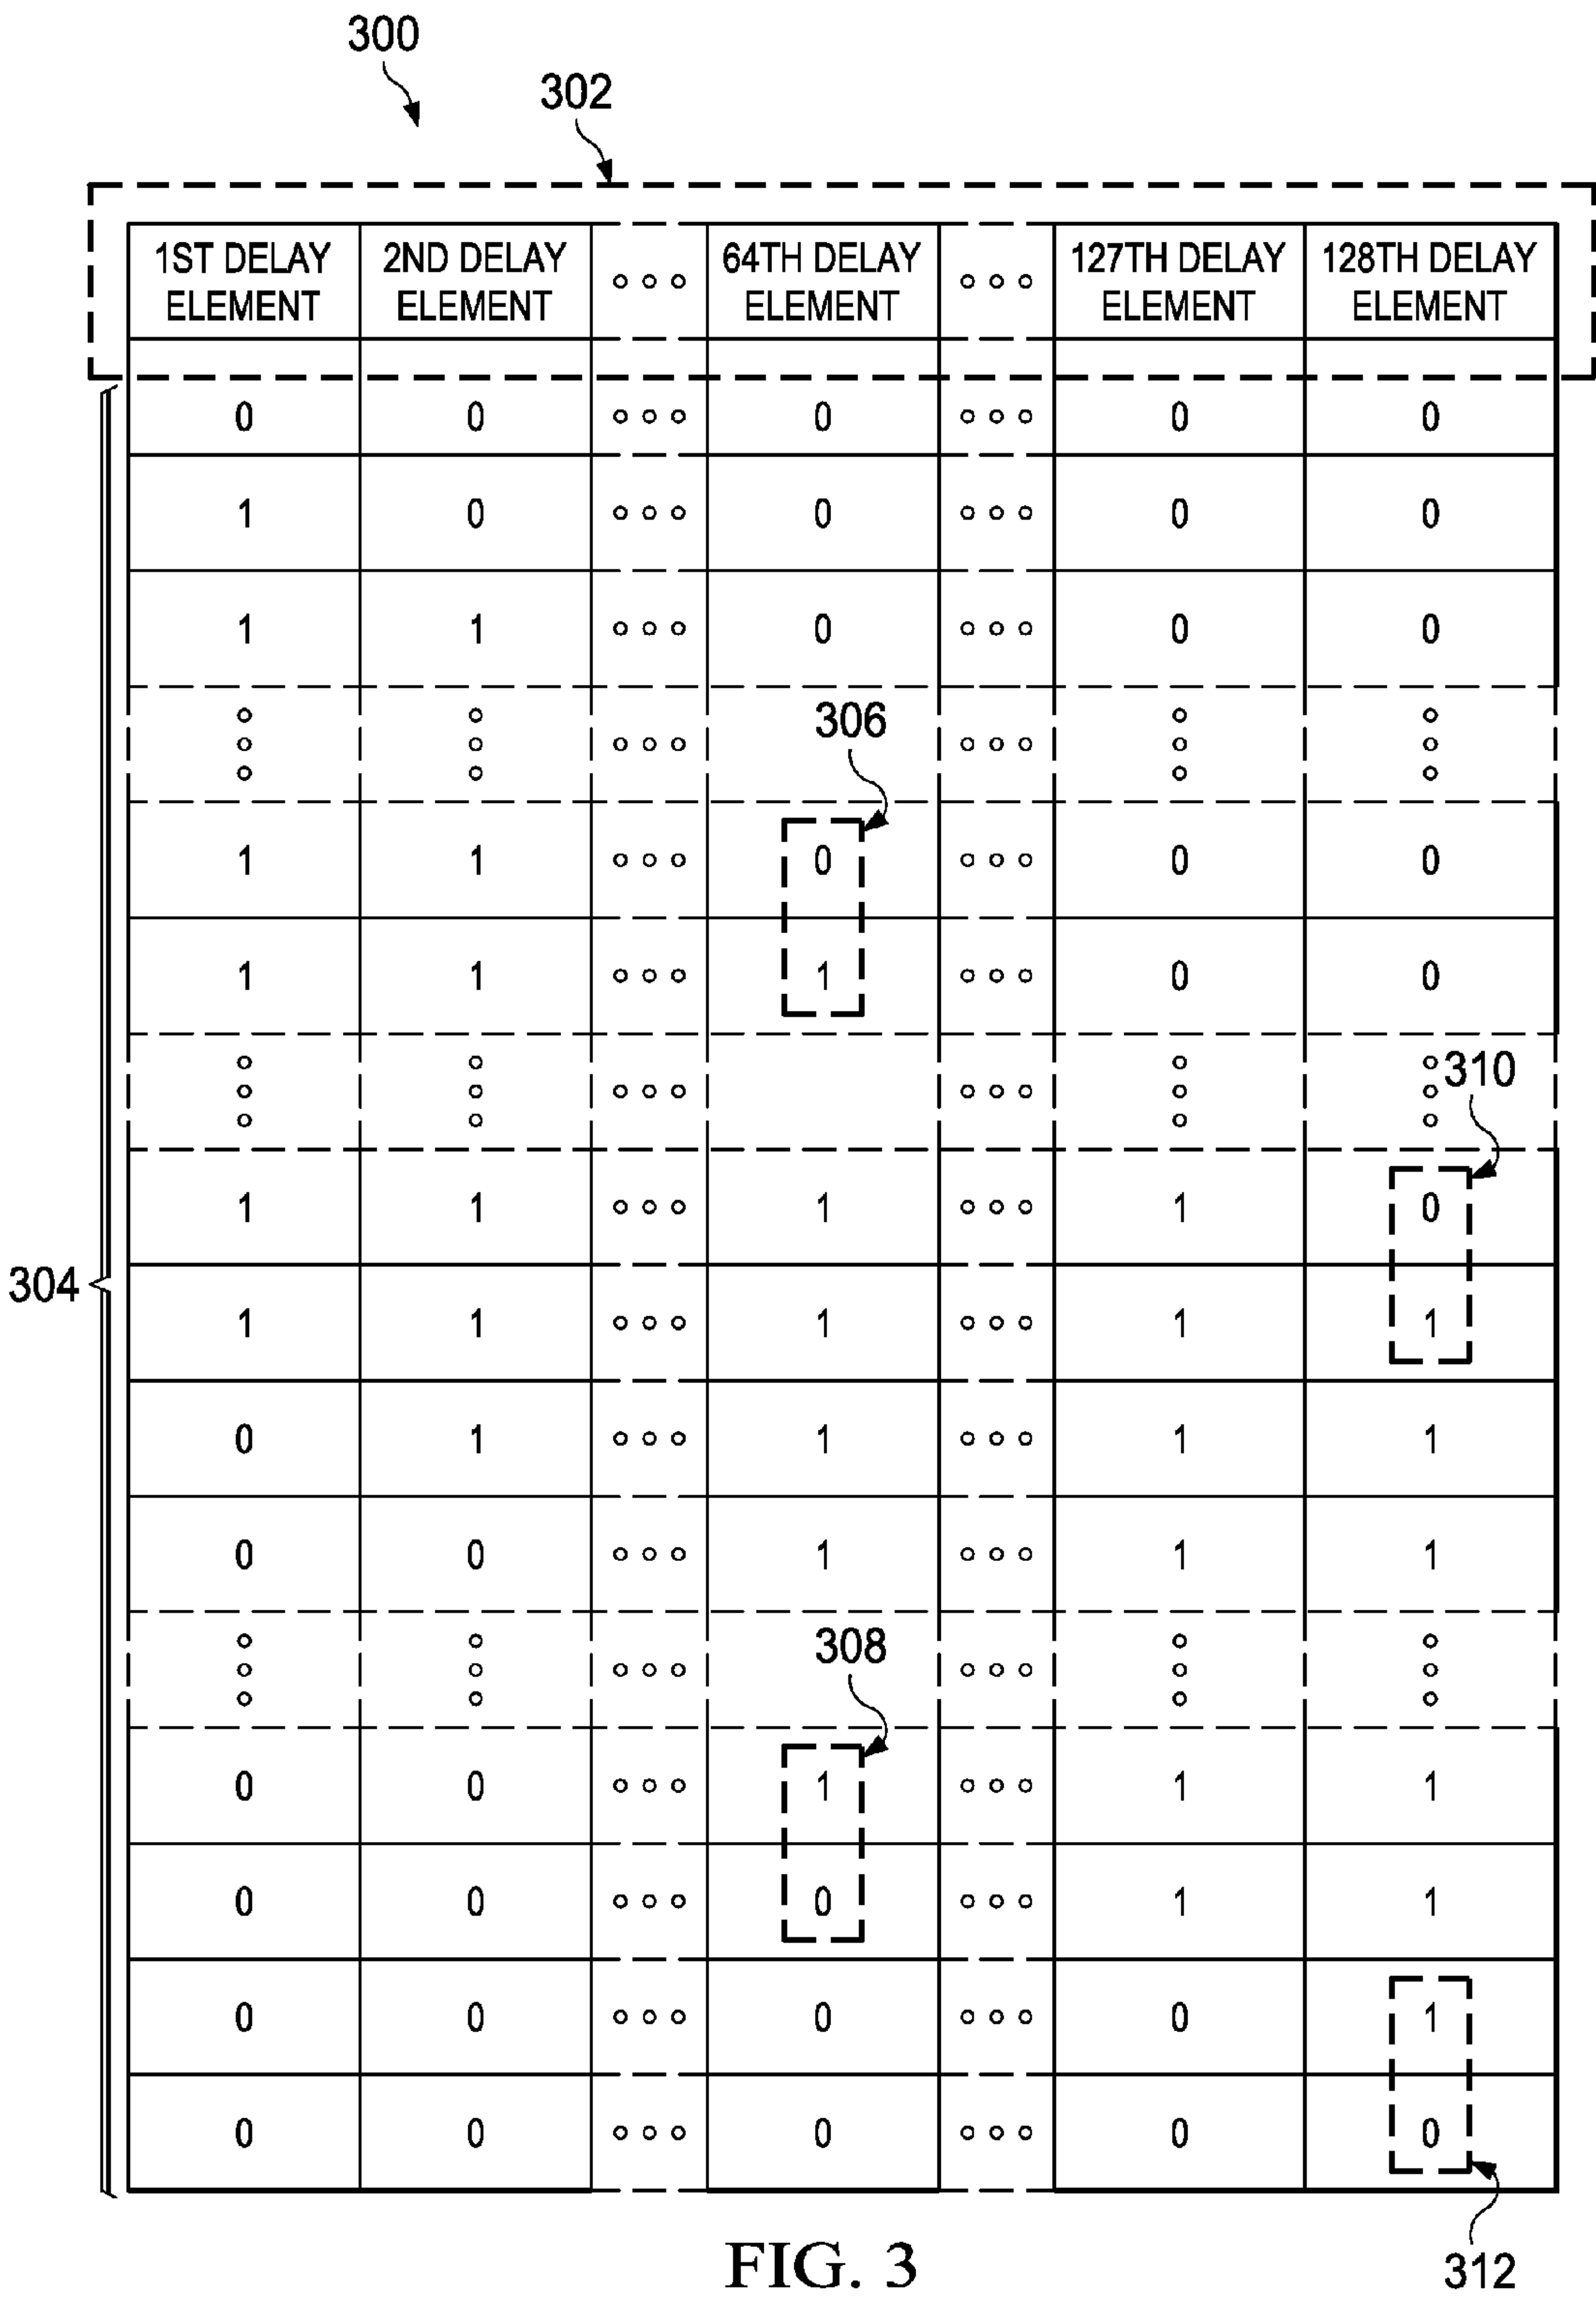 300
302
1ST DELAY ELEMENT 2ND DELAY ELEMENT ○○○ 64TH DELAY ELEMENT ○○○ 127TH DELAY ELEMENT 128TH DELAY ELEMENT
0 0 ○○○ 0 ○○○ 0 0
1 0 ○○○ 0 ○○○ 0 0
1 1 ○○○ 0 ○○○ 0 0
306
1 1 ○○○ 0 ○○○ 0 0
1 1 ○○○ 1 ○○○ 0 0
310
1 1 ○○○ 1 ○○○ 1 0
304
1 1 ○○○ 1 ○○○ 1 1
0 1 ○○○ 1 ○○○ 1 1
0 0 ○○○ 1 ○○○ 1 1
308
0 0 ○○○ 1 ○○○ 1 1
0 0 ○○○ 0 ○○○ 1 1
0 0 ○○○ 0 ○○○ 0 1
0 0 ○○○ 0 ○○○ 0 0
FIG. 3
312